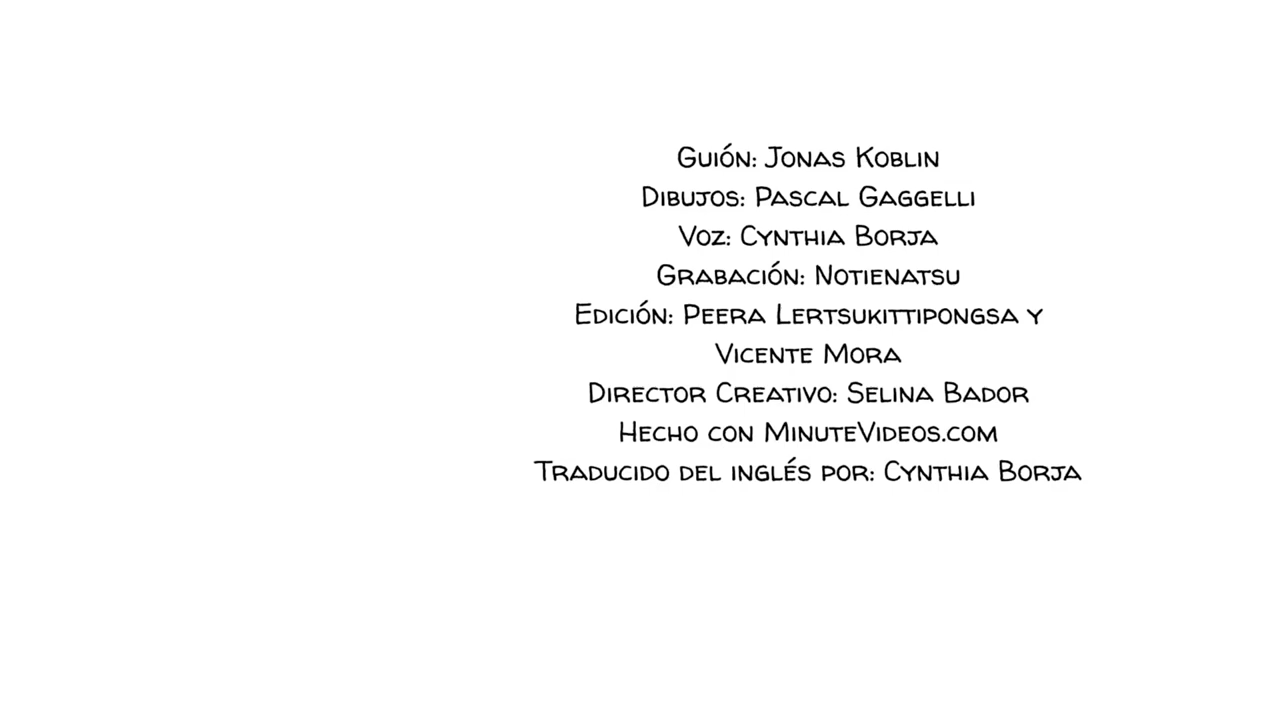 Guión: Jonas Koblin
Dibujos: Pascal Gaggelli
Voz: Cynthia Borja
Grabación: Notienatsu
Edición: Peera Lertsukittipongsa y
Vicente Mora
Director Creativo: Selina Bador
Hecho con MinuteVideos.com
Traducido del inglés por: Cynthia Borja